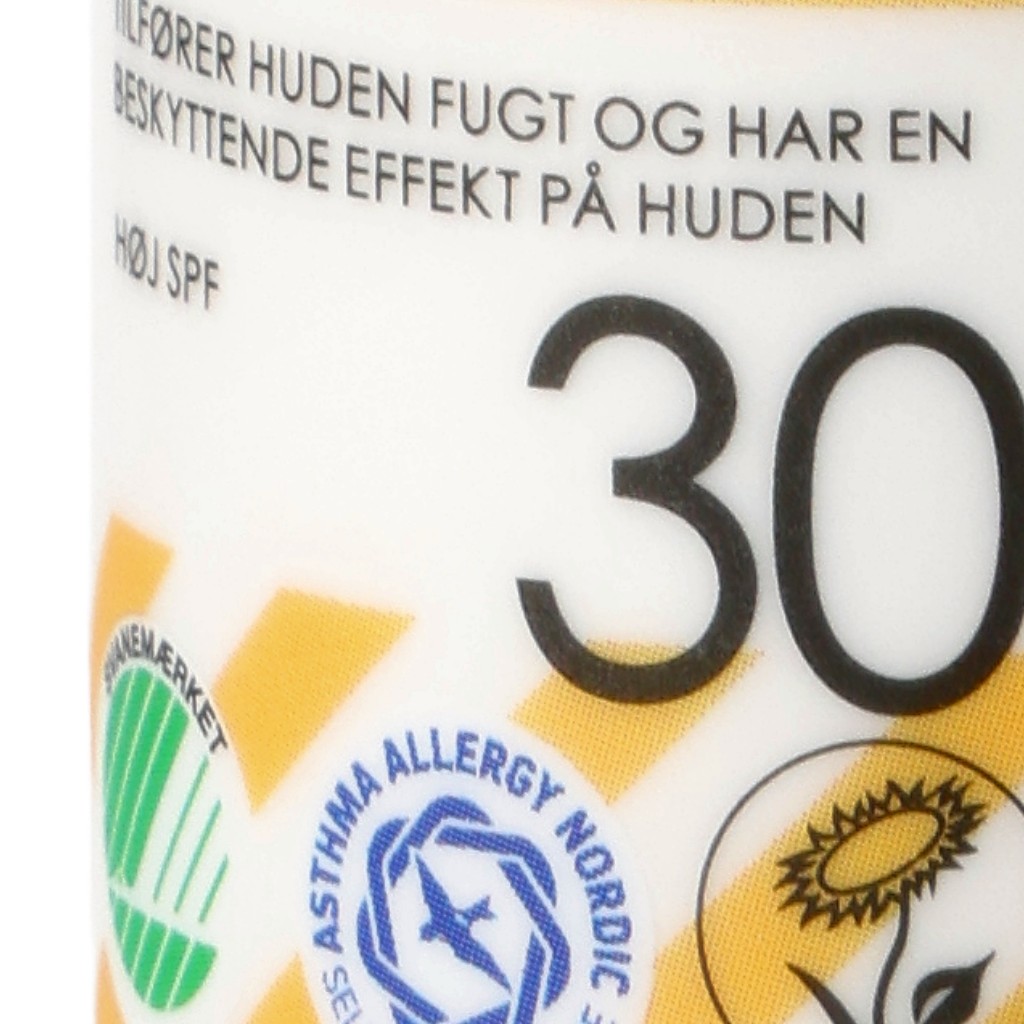 TILFØRER HUDEN FUGT OG HAR EN
BESKYTTENDE EFFEKT PÅ HUDEN
HØJ SPF
30
SVANEMÆRKET
ASTHMA ALLERGY NORDIC